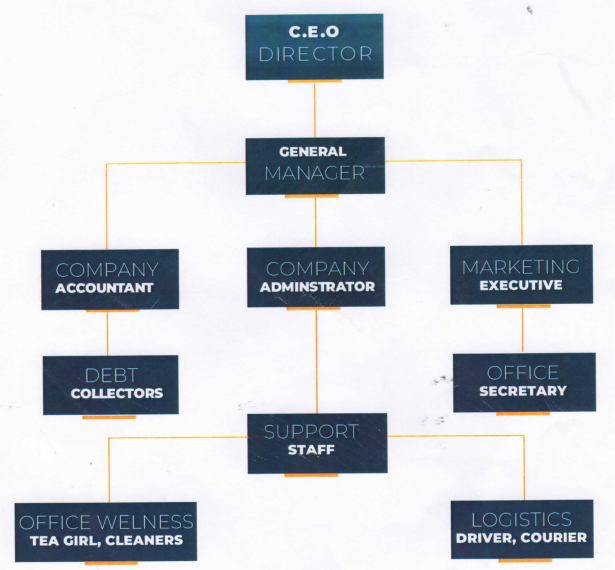 C.E.O
DIRECTOR
GENERAL
MANAGER
COMPANY
ACCOUNTANT
COMPANY
ADMINSTRATOR
MARKETING
EXECUTIVE
DEBT
COLLECTORS
OFFICE
SECRETARY
SUPPORT
STAFF
OFFICE WELNESS
TEA GIRL, CLEANERS
LOGISTICS
DRIVER, COURIER